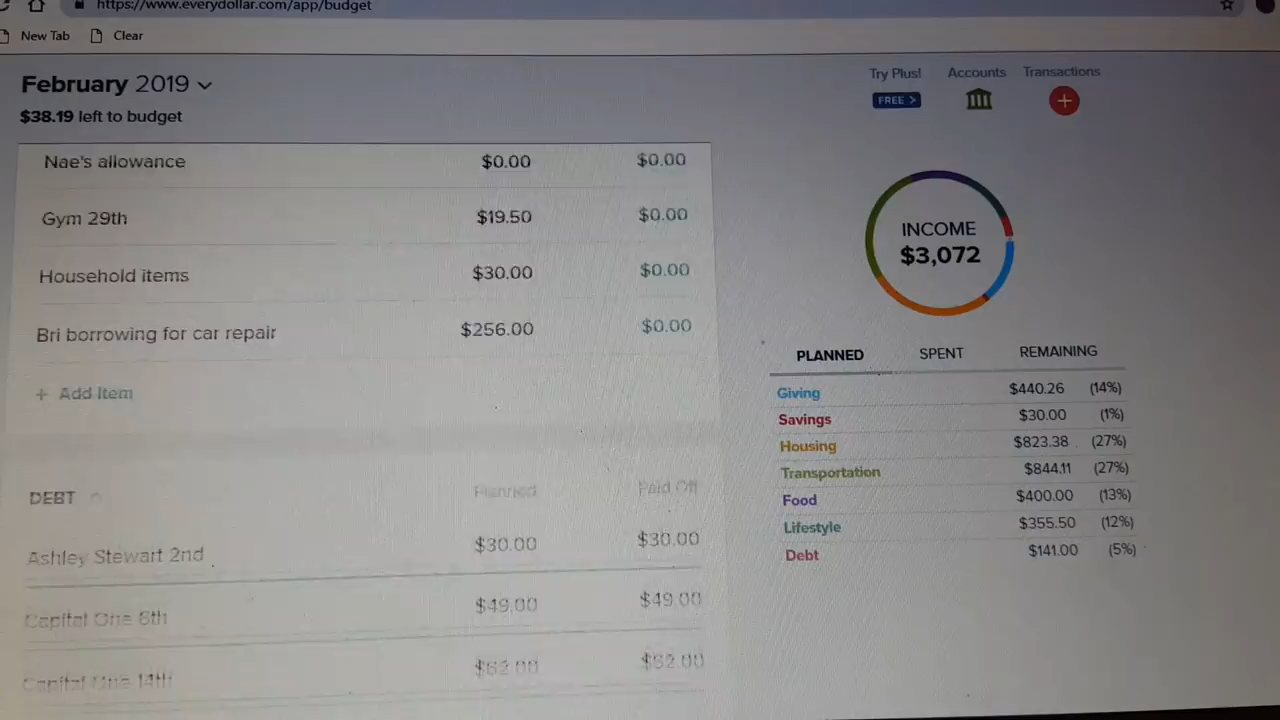 https://www.everydollar.com/app/budget
New Tab Clear
February 2019
$38.19 left to budget
Try Plus! Accounts Transactions
FREE >
Nae's allowance $0.00 $0.00
Gym 29th $19.50 $0.00
Household items $30.00 $0.00
Bri borrowing for car repair $256.00 $0.00
+ Add Item
DEBT Planned Paid Off
Ashley Stewart 2nd $30.00 $30.00
Capital One 6th $49.00 $49.00
Capital One 14th $62.00 $62.00
INCOME
$3,072
PLANNED SPENT REMAINING
Giving $440.26 (14%)
Savings $30.00 (1%)
Housing $823.38 (27%)
Transportation $844.11 (27%)
Food $400.00 (13%)
Lifestyle $355.50 (12%)
Debt $141.00 (5%)